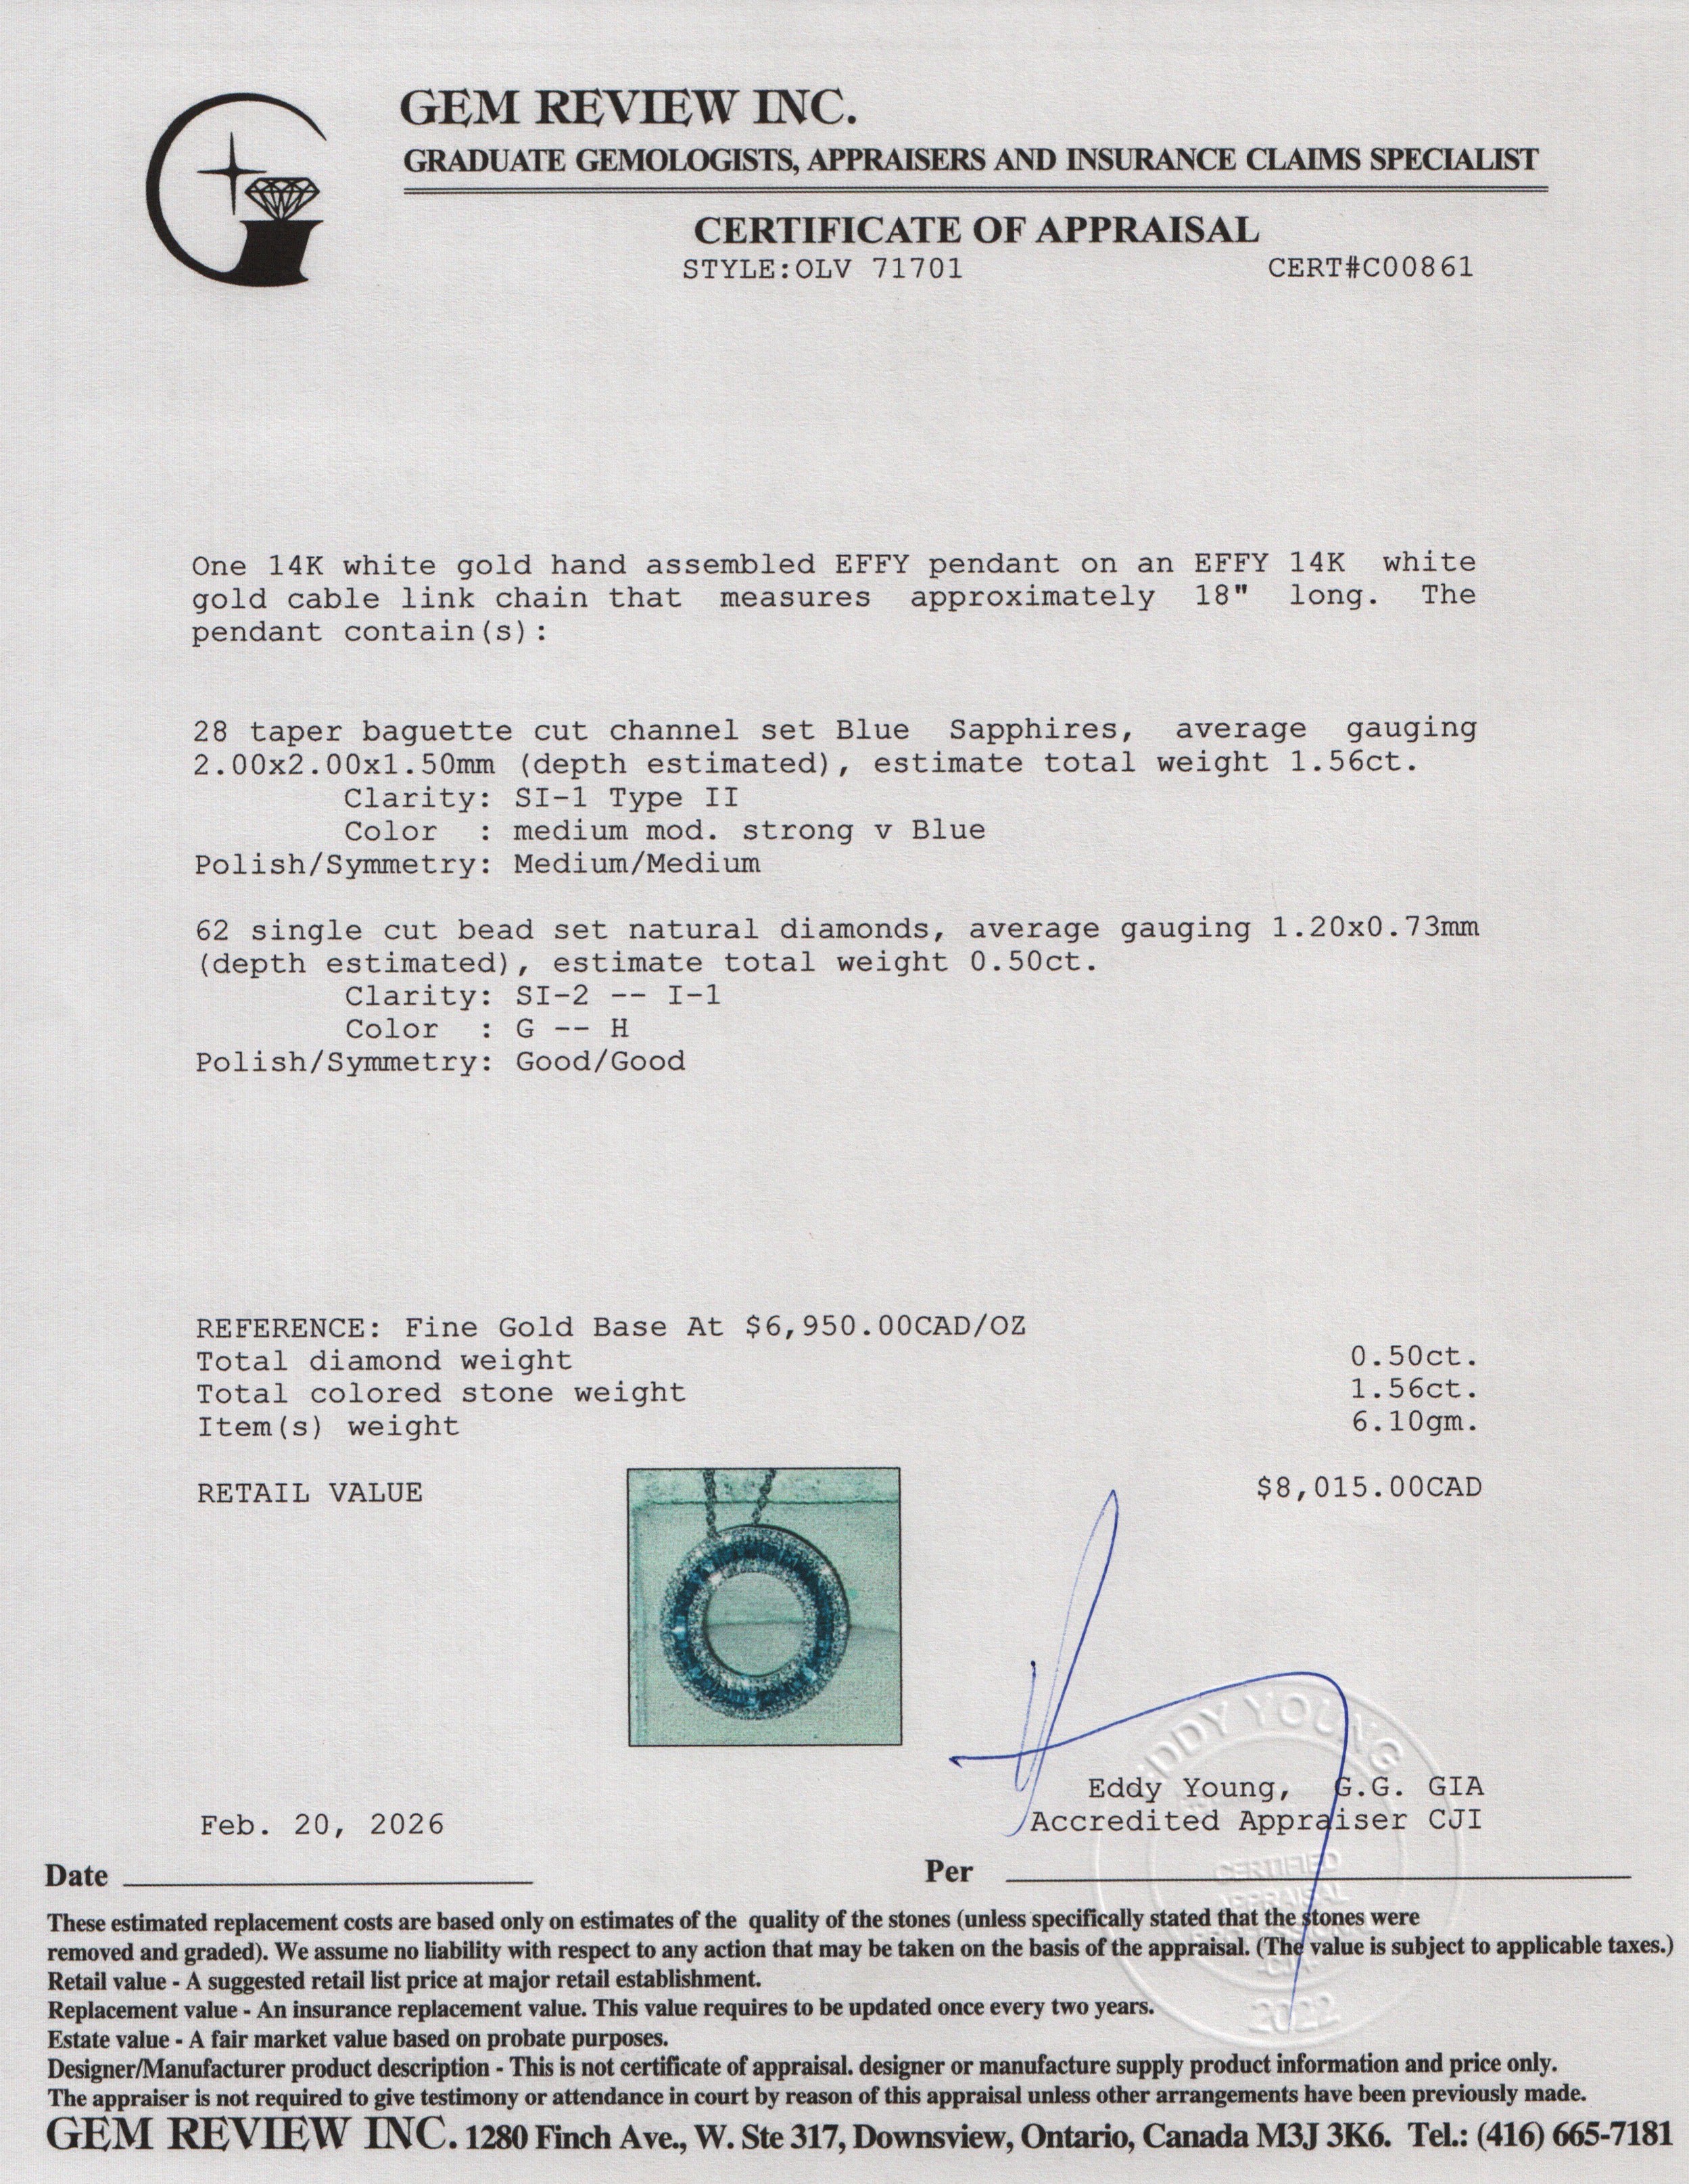 GEM REVIEW INC.
GRADUATE GEMOLOGISTS, APPRAISERS AND INSURANCE CLAIMS SPECIALIST
CERTIFICATE OF APPRAISAL
STYLE:OLV 71701 CERT#C00861
One 14K white gold hand assembled EFFY pendant on an EFFY 14K white
gold cable link chain that measures approximately 18" long. The
pendant contain(s):
28 taper baguette cut channel set Blue Sapphires, average gauging
2.00x2.00x1.50mm (depth estimated), estimate total weight 1.56ct.
Clarity: SI-1 Type II
Color : medium mod. strong v Blue
Polish/Symmetry: Medium/Medium
62 single cut bead set natural diamonds, average gauging 1.20x0.73mm
(depth estimated), estimate total weight 0.50ct.
Clarity: SI-2 -- I-1
Color : G -- H
Polish/Symmetry: Good/Good
REFERENCE: Fine Gold Base At $6,950.00CAD/OZ
Total diamond weight 0.50ct.
Total colored stone weight 1.56ct.
Item(s) weight 6.10gm.
RETAIL VALUE $8,015.00CAD
EDDY YOUNG
Eddy Young, G.G. GIA
Feb. 20, 2026 Accredited Appraiser CJI
Date Per
CERTIFIED
APPRAISAL
2022
These estimated replacement costs are based only on estimates of the quality of the stones (unless specifically stated that the stones were
removed and graded). We assume no liability with respect to any action that may be taken on the basis of the appraisal. (The value is subject to applicable taxes.)
Retail value - A suggested retail list price at major retail establishment.
Replacement value - An insurance replacement value. This value requires to be updated once every two years.
Estate value - A fair market value based on probate purposes.
Designer/Manufacturer product description - This is not certificate of appraisal. designer or manufacture supply product information and price only.
The appraiser is not required to give testimony or attendance in court by reason of this appraisal unless other arrangements have been previously made.
GEM REVIEW INC. 1280 Finch Ave., W. Ste 317, Downsview, Ontario, Canada M3J 3K6. Tel.: (416) 665-7181